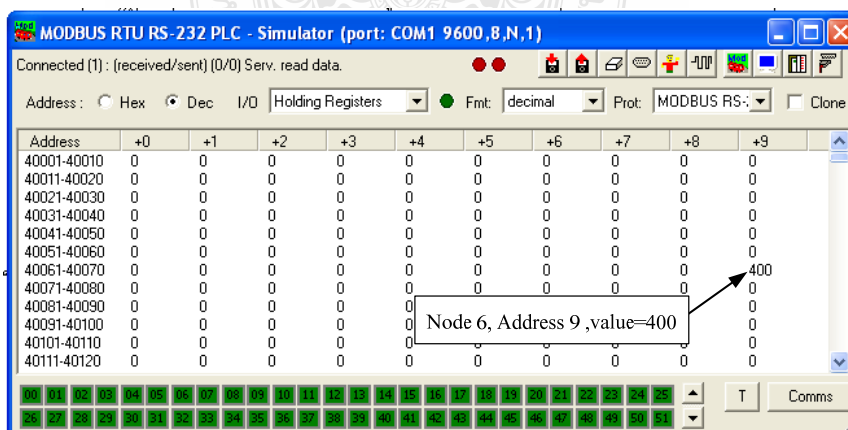 MODBUS RTU RS-232 PLC - Simulator (port: COM1 9600,8,N,1)
Connected (1) : (received/sent) (0/0) Serv. read data.
Address : Hex Dec I/O Holding Registers Fmt: decimal Prot: MODBUS RS-: Clone
Address +0 +1 +2 +3 +4 +5 +6 +7 +8 +9
40001-40010 0 0 0 0 0 0 0 0 0 0
40011-40020 0 0 0 0 0 0 0 0 0 0
40021-40030 0 0 0 0 0 0 0 0 0 0
40031-40040 0 0 0 0 0 0 0 0 0 0
40041-40050 0 0 0 0 0 0 0 0 0 0
40051-40060 0 0 0 0 0 0 0 0 0 0
40061-40070 0 0 0 0 0 0 0 0 0 400
40071-40080 0 0 0 0 0 0 0 0 0 0
40081-40090 0 0 0 0 0
40091-40100 0 0 0 0 0 0
Node 6, Address 9 ,value=400
40101-40110 0 0 0 0 0 0 0 0 0 0
40111-40120 0 0 0 0 0 0 0 0 0 0
00 01 02 03 04 05 06 07 08 09 10 11 12 13 14 15 16 17 18 19 20 21 22 23 24 25 T Comms
26 27 28 29 30 31 32 33 34 35 36 37 38 39 40 41 42 43 44 45 46 47 48 49 50 51